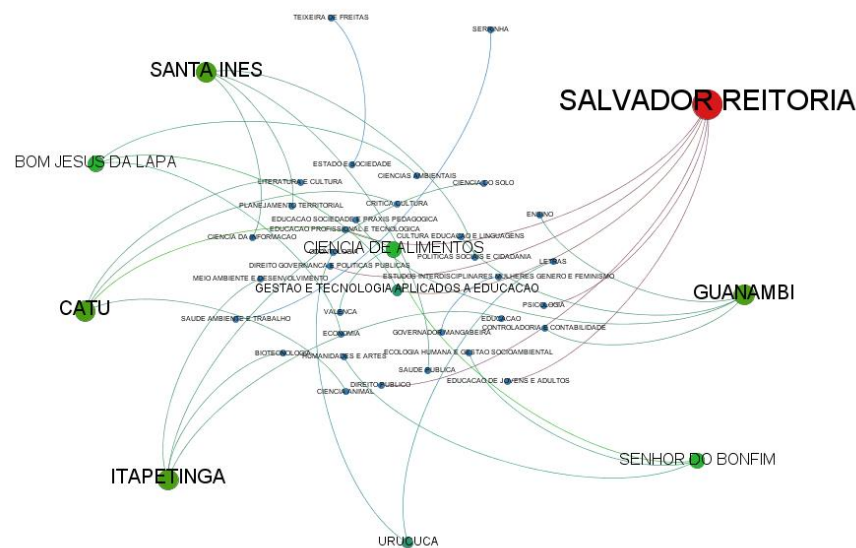 TEIXEIRA DE FREITAS
SERRINHA
SANTA INES
SALVADOR REITORIA
BOM JESUS DA LAPA
ESTADO E SOCIEDADE
CIENCIAS AMBIENTAIS
LITERATURA E CULTURA
CIENCIA DO SOLO
PLANEJAMENTO TERRITORIAL
CRITICA CULTURA
ENSINO
EDUCACAO SOCIEDADE E PRAXIS PEDAGOGICA
EDUCACAO PROFISSIONAL E TECNOLOGICA
CIENCIA DA INFORMACAO
CULTURA EDUCACAO E LINGUAGENS
CIENCIA DE ALIMENTOS
POLITICAS SOCIAIS E CIDADANIA
LETRAS
DIREITO GOVERNANCA E POLITICAS PUBLICAS
MEIO AMBIENTE E DESENVOLVIMENTO
ESTUDOS INTERDISCIPLINARES MULHERES GENERO E FEMINISMO
GESTAO E TECNOLOGIA APLICADOS A EDUCACAO
GUANAMBI
CATU
VALENCA
PSICOLOGIA
SAUDE AMBIENTE E TRABALHO
EDUCACAO
CONTROLADORIA E CONTABILIDADE
ECONOMIA
GOVERNADOR MANGABEIRA
BIOTECNOLOGIA
HUMANIDADES E ARTES
ECOLOGIA HUMANA E GESTAO SOCIOAMBIENTAL
SAUDE PUBLICA
EDUCACAO DE JOVENS E ADULTOS
DIREITO PUBLICO
CIENCIA ANIMAL
SENHOR DO BONFIM
ITAPETINGA
URUCUCA